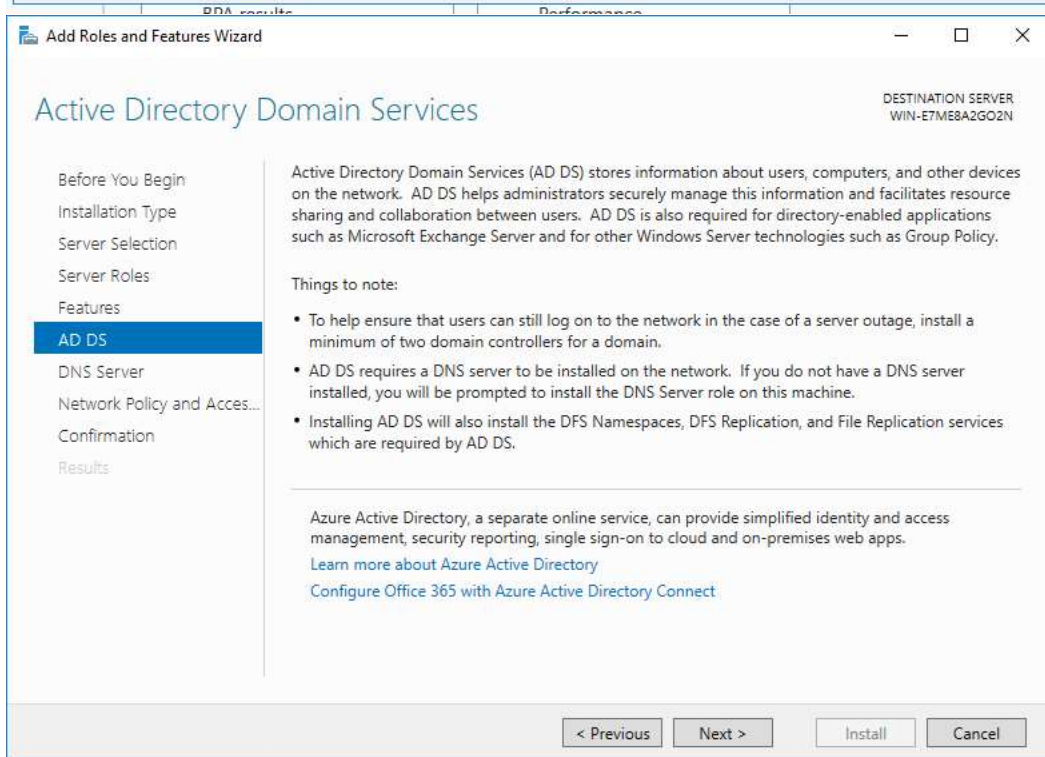 BPA results
Performance
Add Roles and Features Wizard
Active Directory Domain Services
DESTINATION SERVER
WIN-E7ME8A2GO2N
Before You Begin
Installation Type
Server Selection
Server Roles
Features
AD DS
DNS Server
Network Policy and Acces...
Confirmation
Results
Active Directory Domain Services (AD DS) stores information about users, computers, and other devices
on the network. AD DS helps administrators securely manage this information and facilitates resource
sharing and collaboration between users. AD DS is also required for directory-enabled applications
such as Microsoft Exchange Server and for other Windows Server technologies such as Group Policy.
Things to note:
• To help ensure that users can still log on to the network in the case of a server outage, install a
minimum of two domain controllers for a domain.
• AD DS requires a DNS server to be installed on the network. If you do not have a DNS server
installed, you will be prompted to install the DNS Server role on this machine.
• Installing AD DS will also install the DFS Namespaces, DFS Replication, and File Replication services
which are required by AD DS.
Azure Active Directory, a separate online service, can provide simplified identity and access
management, security reporting, single sign-on to cloud and on-premises web apps.
Learn more about Azure Active Directory
Configure Office 365 with Azure Active Directory Connect
< Previous
Next >
Install
Cancel